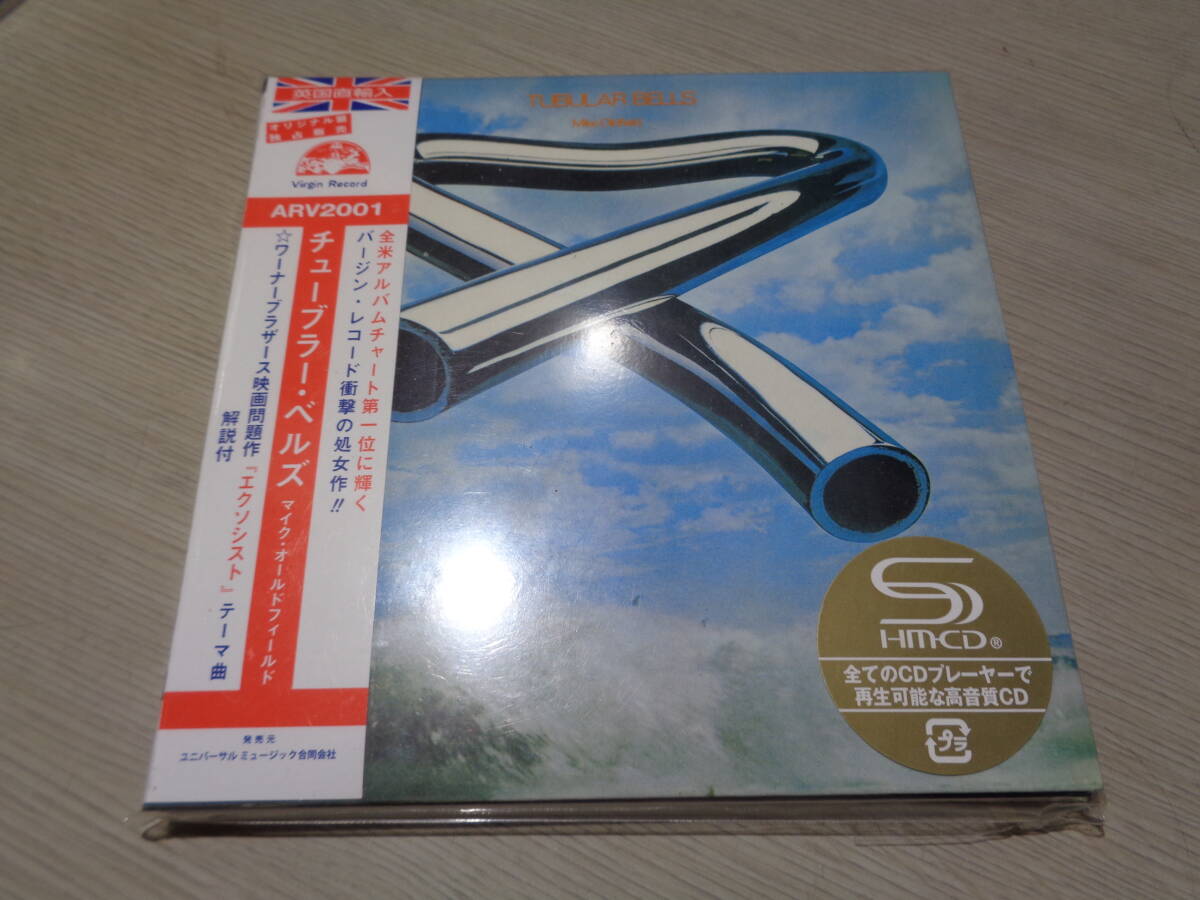 英国直輸入
オリジナル盤
独占販売
Virgin Record
ARV2001
全米アルバムチャート第一位に輝く
バージン・レコード衝撃の処女作!!
チューブラー・ベルズ マイク・オールドフィールド
☆ワーナーブラザース映画問題作『エクソシスト』テーマ曲
解説付
発売元
ユニバーサル ミュージック合同会社
TUBULAR BELLS
Mike Oldfield
HM-CD®
全てのCDプレーヤーで
再生可能な高音質CD
プラ